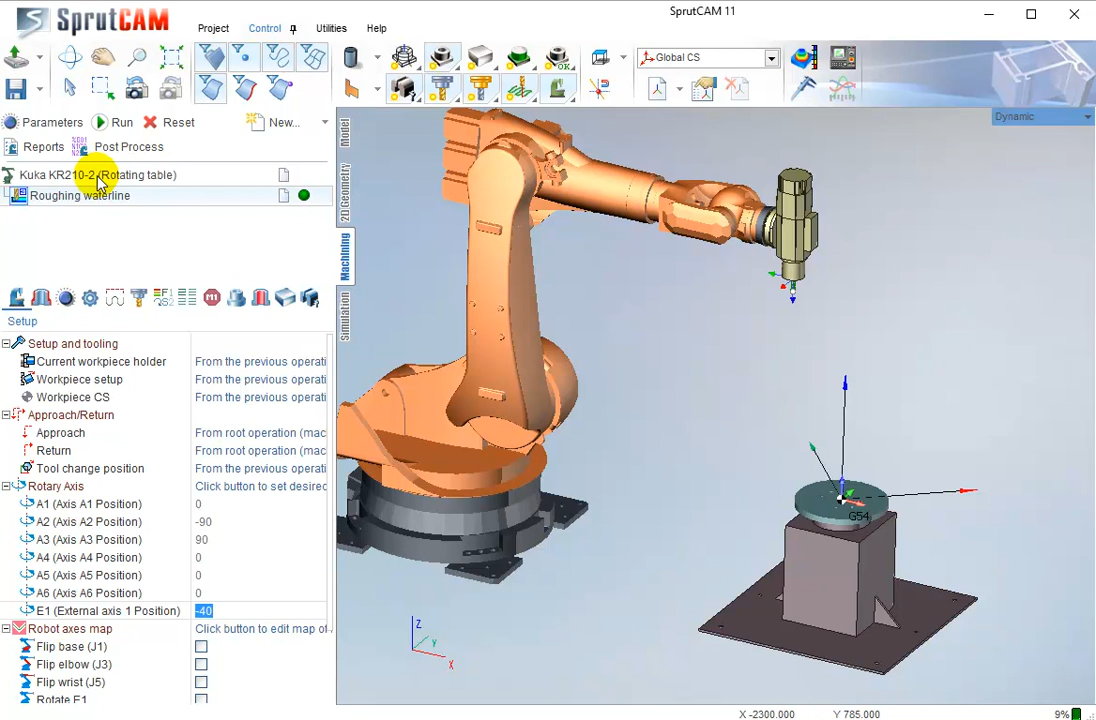 SprutCAM 11
SPRUTCAM
Project
Control
Utilities
Help
Global CS
Parameters
Run
Reset
New...
Reports
Post Process
Dynamic
Kuka KR210-2 (Rotating table)
Roughing waterline
Model
2D Geometry
Machining
Simulation
Setup
Setup and tooling
Current workpiece holder From the previous operati
Workpiece setup From the previous operati
Workpiece CS From the previous operati
Approach/Return
Approach From root operation (mac
Return From root operation (mac
Tool change position From the previous operati
Rotary Axis Click button to set desired
A1 (Axis A1 Position) 0
A2 (Axis A2 Position) -90
A3 (Axis A3 Position) 90
A4 (Axis A4 Position) 0
A5 (Axis A5 Position) 0
A6 (Axis A6 Position) 0
E1 (External axis 1 Position) -40
Robot axes map Click button to edit map of
Flip base (J1)
Flip elbow (J3)
Flip wrist (J5)
Rotate E1
G54
Z
Y
X
X -2300.000 Y 785.000 9%